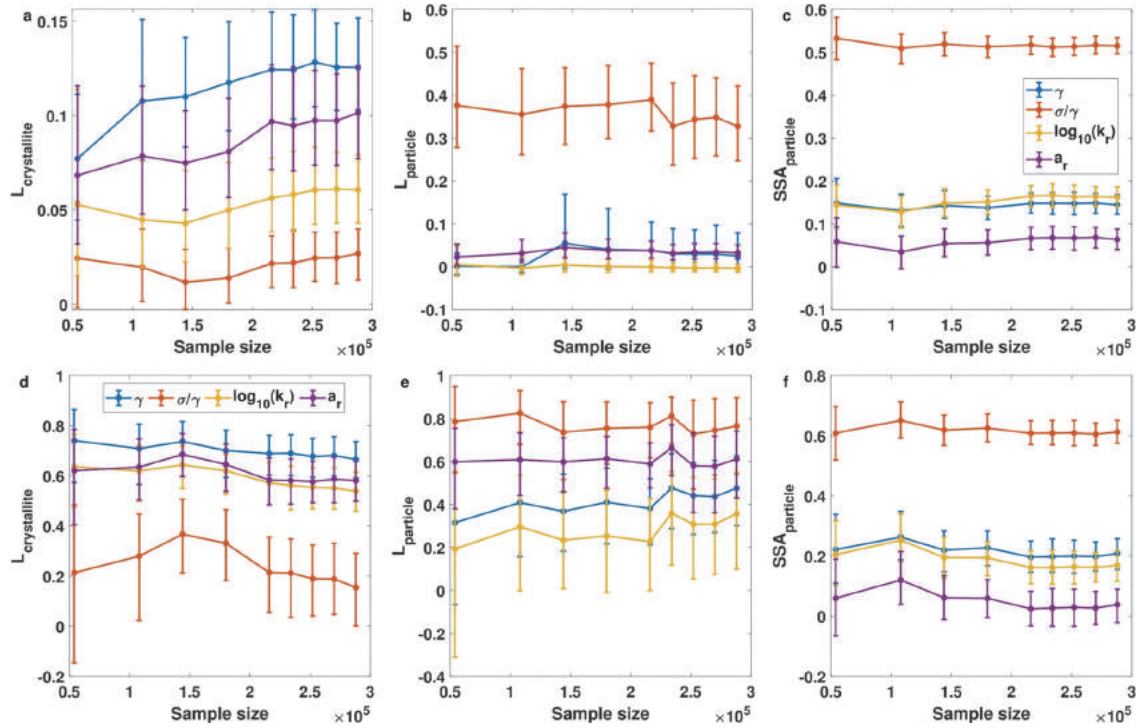 a
0.15
0.1
0.05
0
L_crystallite
0.5 1 1.5 2 2.5 3
Sample size
×10^5
b
0.6
0.5
0.4
0.3
0.2
0.1
0
-0.1
L_particle
0.5 1 1.5 2 2.5 3
Sample size
×10^5
c
0.6
0.5
0.4
0.3
0.2
0.1
0
-0.1
SSA_particle
γ
σ/γ
log_10(k_r)
a_r
0.5 1 1.5 2 2.5 3
Sample size
×10^5
d
1
0.8
0.6
0.4
0.2
0
-0.2
L_crystallite
γ σ/γ log_10(k_r) a_r
0.5 1 1.5 2 2.5 3
Sample size
×10^5
e
1
0.8
0.6
0.4
0.2
0
-0.2
-0.4
L_particle
0.5 1 1.5 2 2.5 3
Sample size
×10^5
f
0.8
0.6
0.4
0.2
0
-0.2
SSA_particle
0.5 1 1.5 2 2.5 3
Sample size
×10^5